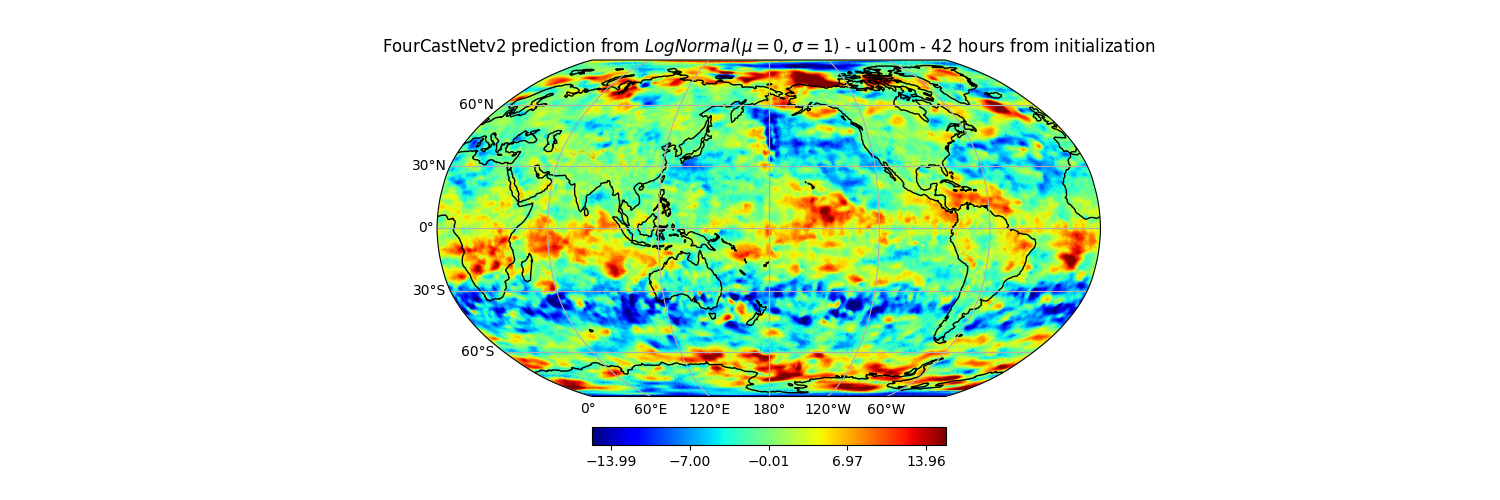 FourCastNetv2 prediction from LogNormal(μ = 0, σ = 1) - u100m - 42 hours from initialization
60°N
30°N
0°
30°S
60°S
0° 60°E 120°E 180° 120°W 60°W
−13.99 −7.00 −0.01 6.97 13.96